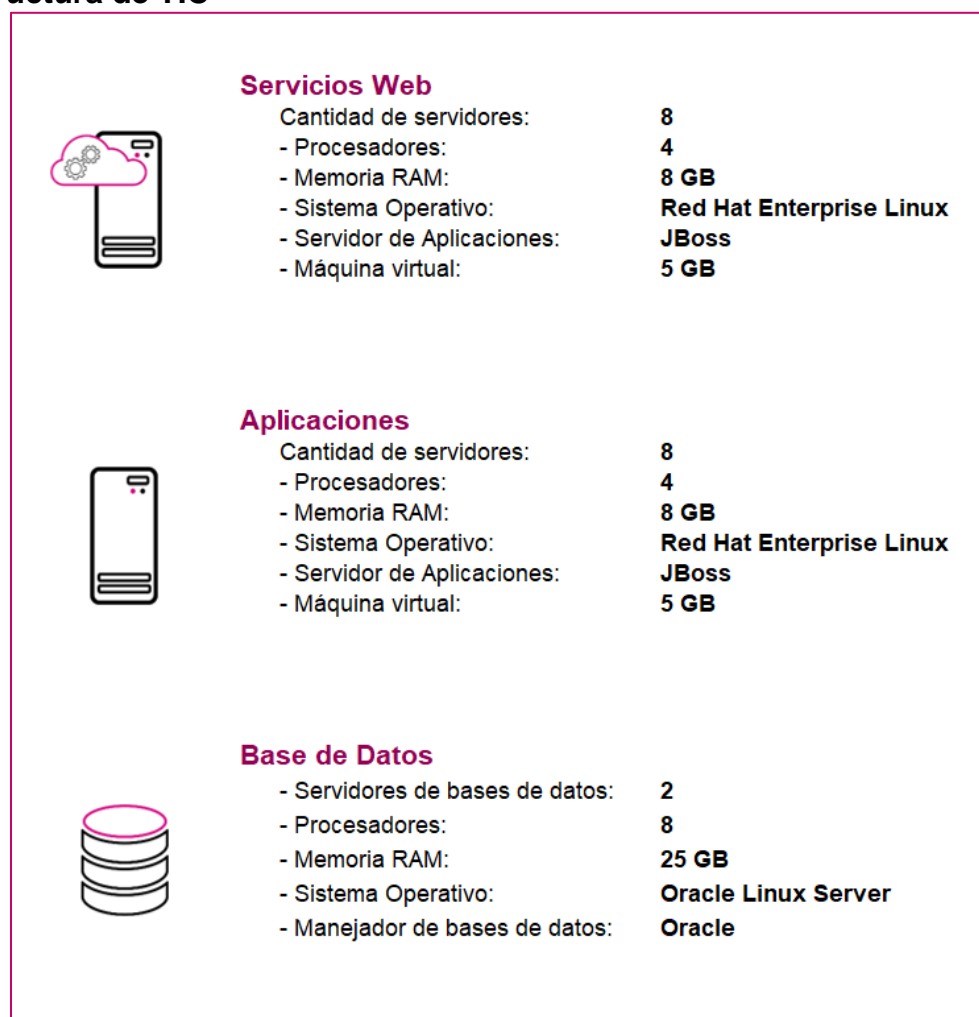 Servicios Web
Cantidad de servidores: 8
- Procesadores: 4
- Memoria RAM: 8 GB
- Sistema Operativo: Red Hat Enterprise Linux
- Servidor de Aplicaciones: JBoss
- Máquina virtual: 5 GB
Aplicaciones
Cantidad de servidores: 8
- Procesadores: 4
- Memoria RAM: 8 GB
- Sistema Operativo: Red Hat Enterprise Linux
- Servidor de Aplicaciones: JBoss
- Máquina virtual: 5 GB
Base de Datos
- Servidores de bases de datos: 2
- Procesadores: 8
- Memoria RAM: 25 GB
- Sistema Operativo: Oracle Linux Server
- Manejador de bases de datos: Oracle